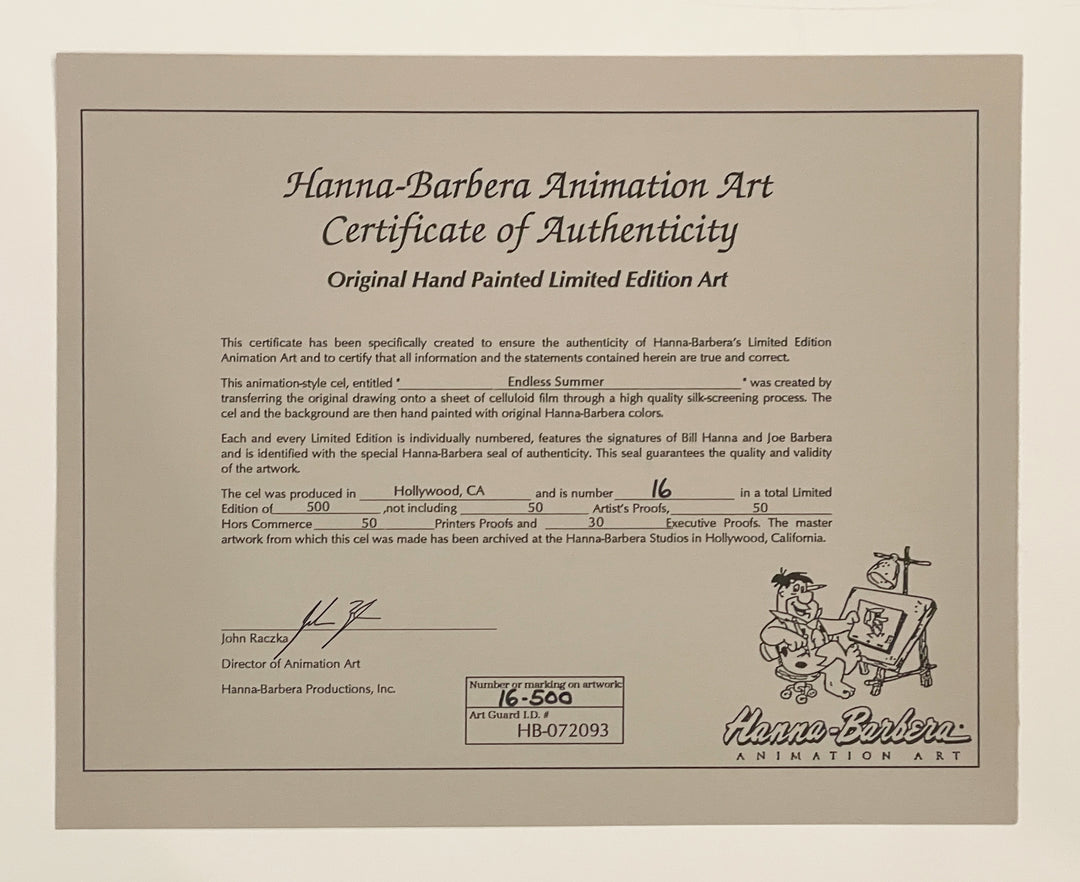 Hanna-Barbera Animation Art
Certificate of Authenticity
Original Hand Painted Limited Edition Art
This certificate has been specifically created to ensure the authenticity of Hanna-Barbera's Limited Edition
Animation Art and to certify that all information and the statements contained herein are true and correct.
This animation-style cel, entitled " Endless Summer " was created by
transferring the original drawing onto a sheet of celluloid film through a high quality silk-screening process. The
cel and the background are then hand painted with original Hanna-Barbera colors.
Each and every Limited Edition is individually numbered, features the signatures of Bill Hanna and Joe Barbera
and is identified with the special Hanna-Barbera seal of authenticity. This seal guarantees the quality and validity
of the artwork.
The cel was produced in Hollywood, CA and is number 16 in a total Limited
Edition of 500 ,not including 50 Artist's Proofs, 50
Hors Commerce 50 Printers Proofs and 30 Executive Proofs. The master
artwork from which this cel was made has been archived at the Hanna-Barbera Studios in Hollywood, California.
John Raczka
Director of Animation Art
Hanna-Barbera Productions, Inc.
Number or marking on artwork:
16-500
Art Guard I.D. #
HB-072093
Hanna-Barbera
ANIMATION ART